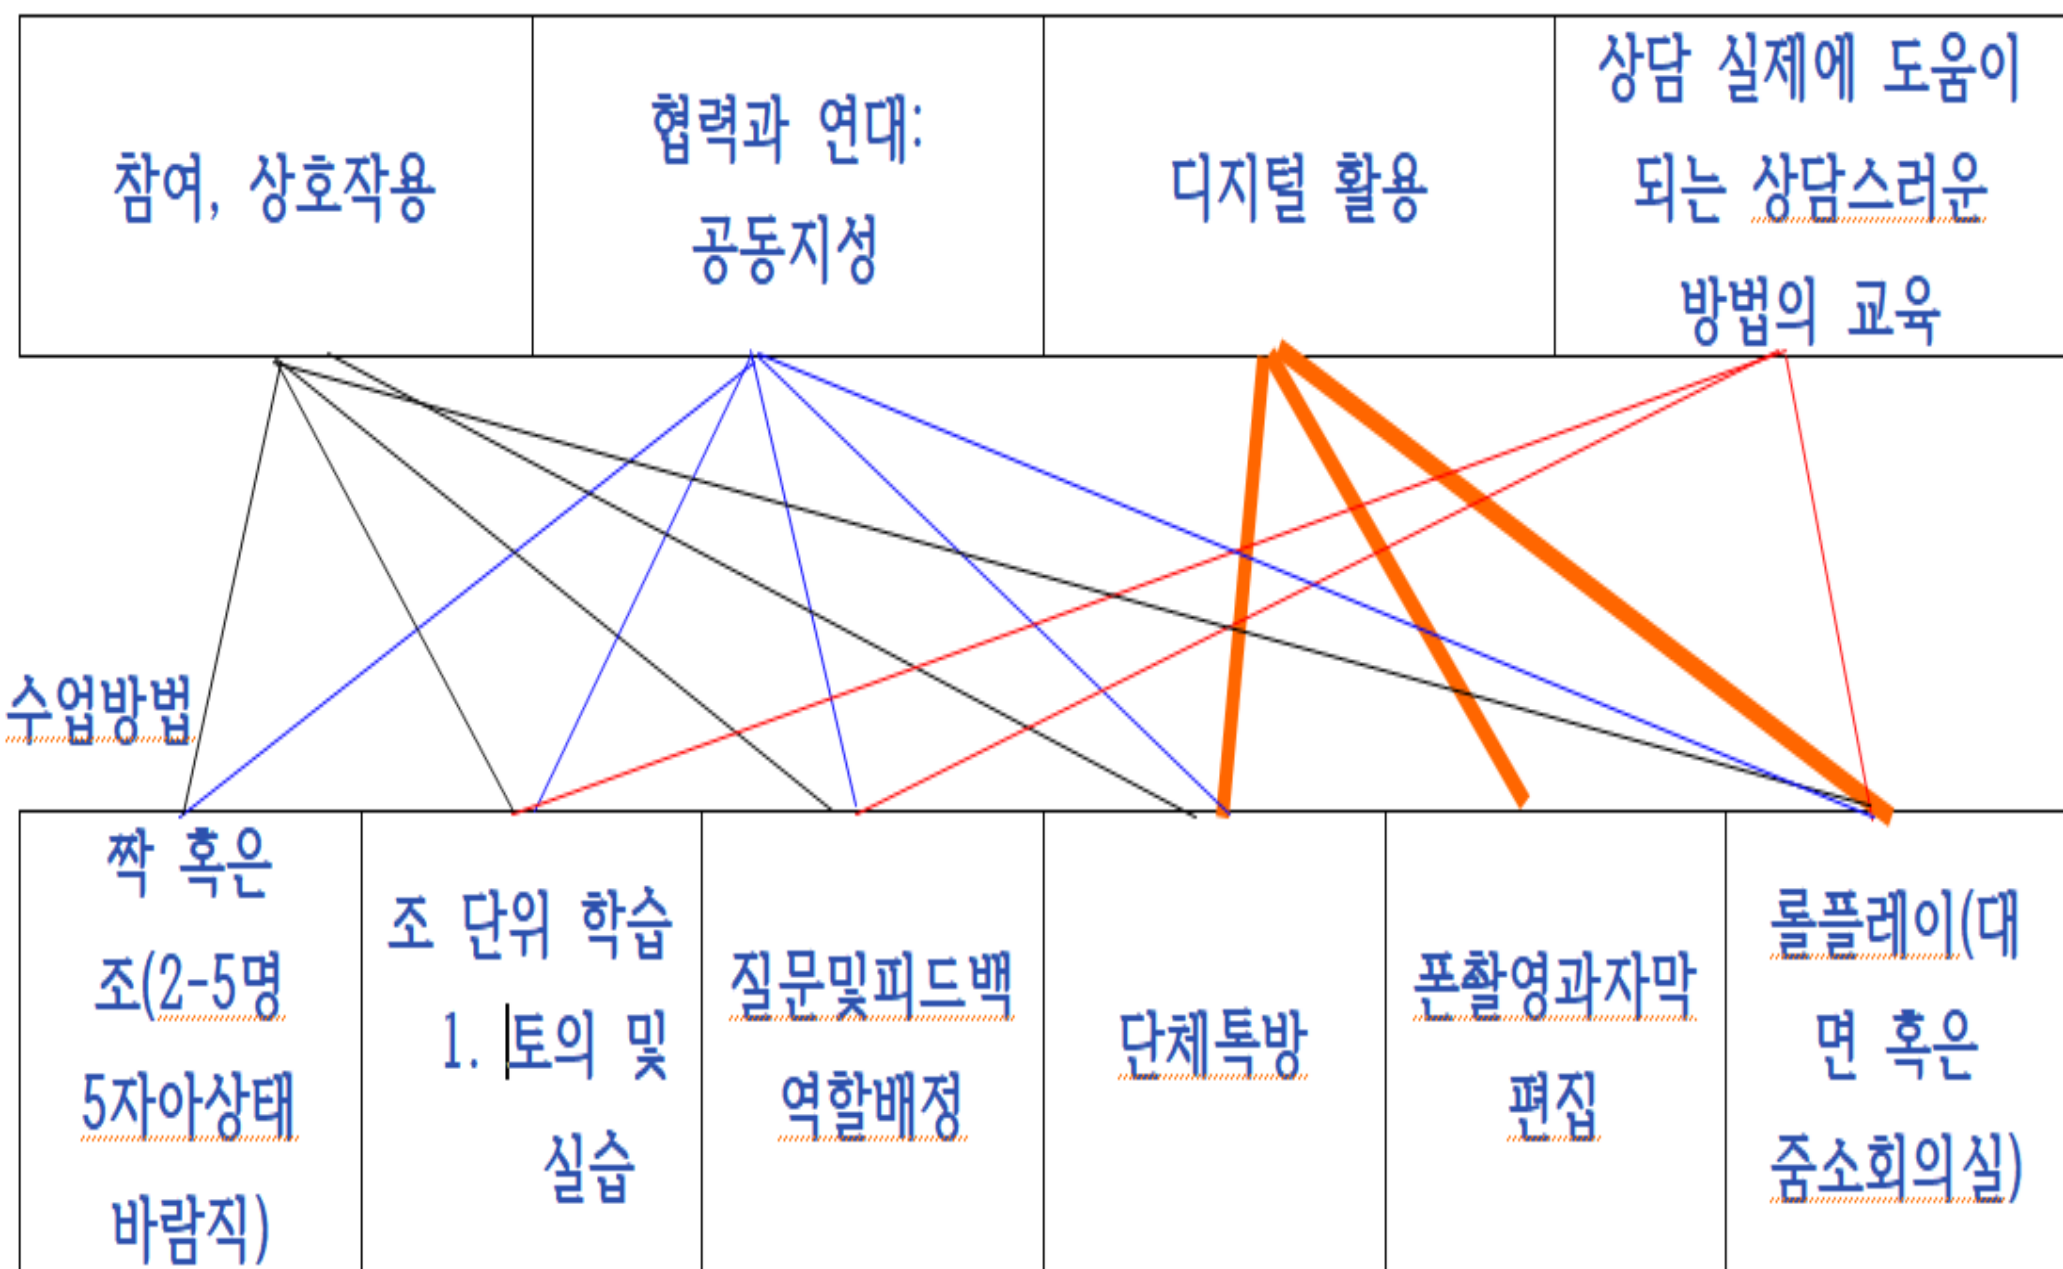 참여, 상호작용
협력과 연대:
공동지성
디지털 활용
상담 실제에 도움이
되는 상담스러운
방법의 교육
수업방법
짝 혹은
조(2-5명
5자아상태
바람직)
조 단위 학습
1. 토의 및
실습
질문및피드백
역할배정
단체톡방
폰촬영과자막
편집
롤플레이(대
면 혹은
줌소회의실)